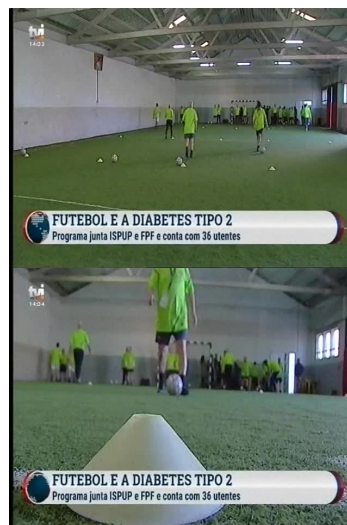 tvi
14:03
FUTEBOL E A DIABETES TIPO 2
Programa junta ISPUP e FPF e conta com 36 utentes
tvi
14:04
FUTEBOL E A DIABETES TIPO 2
Programa junta ISPUP e FPF e conta com 36 utentes